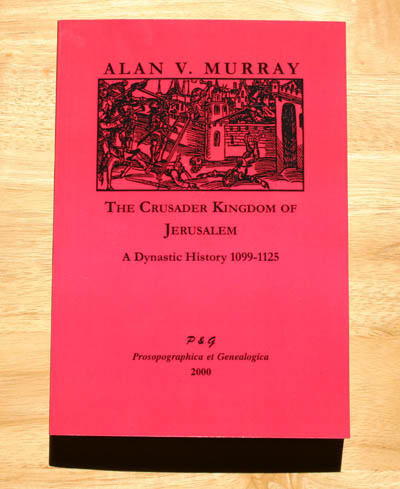 ALAN V. MURRAY
THE CRUSADER KINGDOM OF
JERUSALEM
A Dynastic History 1099-1125
P & G
Prosopographica et Genealogica
2000